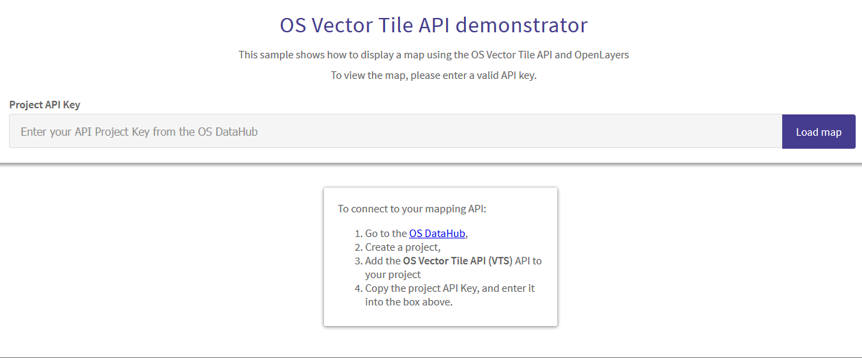 OS Vector Tile API demonstrator
This sample shows how to display a map using the OS Vector Tile API and OpenLayers
To view the map, please enter a valid API key.
Project API Key
Enter your API Project Key from the OS DataHub
Load map
To connect to your mapping API:
1. Go to the OS DataHub,
2. Create a project,
3. Add the OS Vector Tile API (VTS) API to
your project
4. Copy the project API Key, and enter it
into the box above.